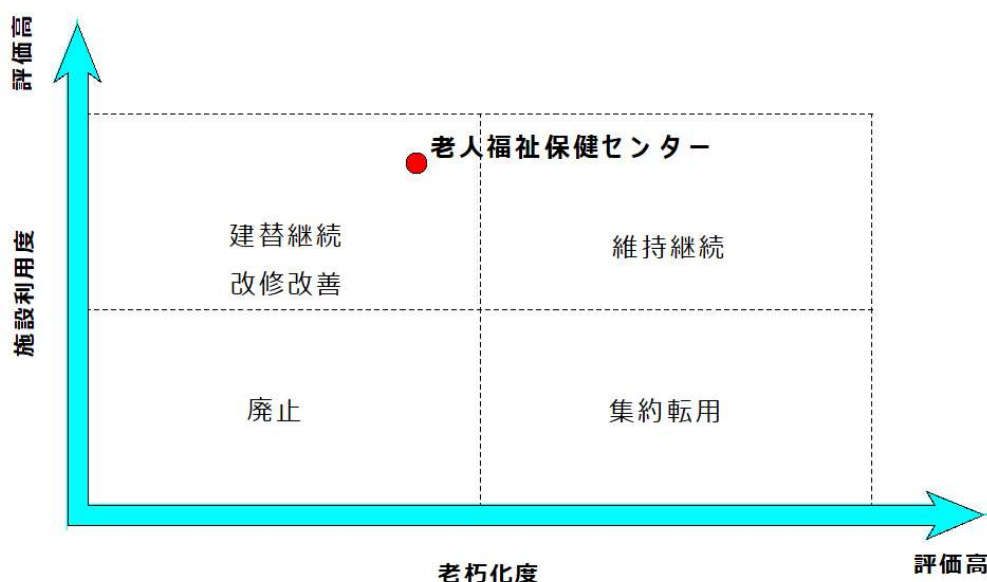 評価高
老人福祉保健センター
建替継続
改修改善
維持継続
施設利用度
廃止
集約転用
老朽化度
評価高